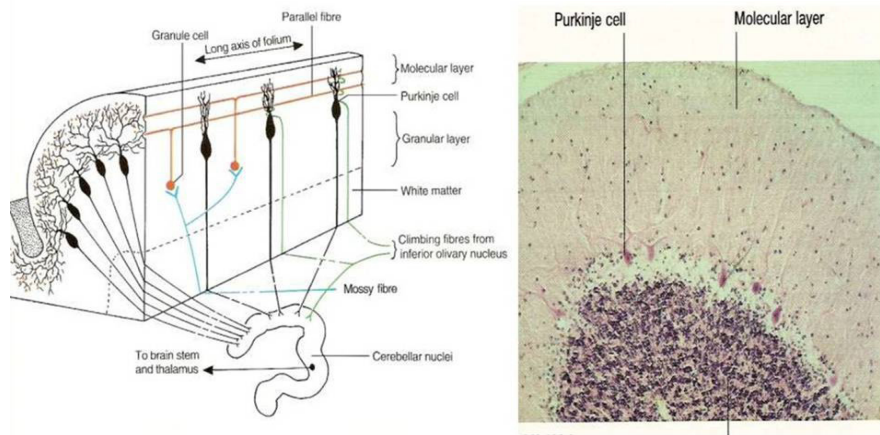 Parallel fibre
Granule cell
Long axis of folium
Molecular layer
Purkinje cell
Granular layer
White matter
Climbing fibres from
inferior olivary nucleus
Mossy fibre
Cerebellar nuclei
To brain stem
and thalamus
Purkinje cell
Molecular layer